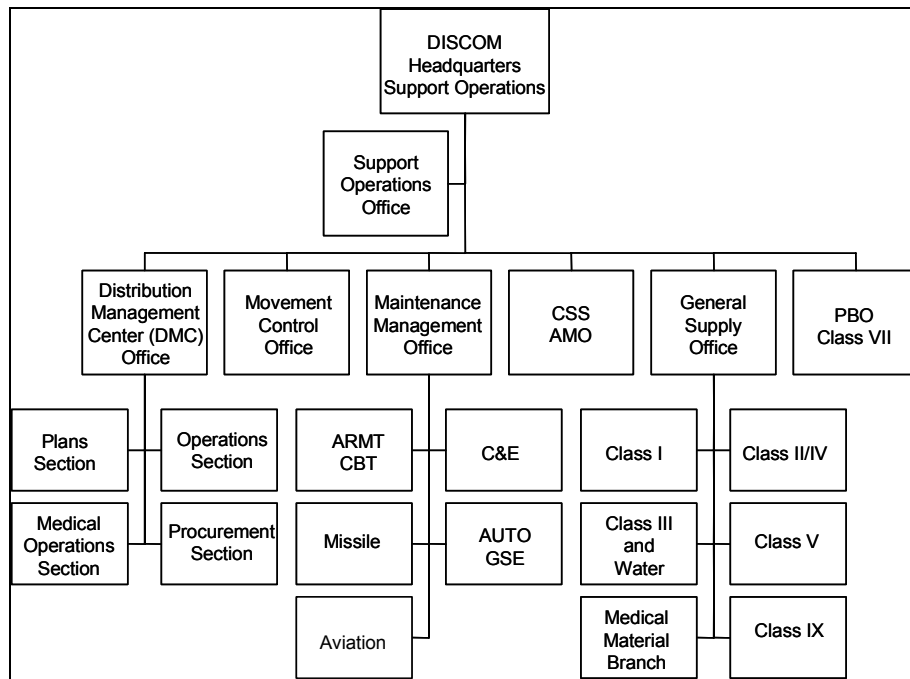 DISCOM
Headquarters
Support Operations
Support
Operations
Office
Distribution
Management
Center (DMC)
Office
Movement
Control
Office
Maintenance
Management
Office
CSS
AMO
General
Supply
Office
PBO
Class VII
Plans
Section
Operations
Section
ARMT
CBT
C&E
Class I
Class II/IV
Medical
Operations
Section
Procurement
Section
Missile
AUTO
GSE
Class III
and
Water
Class V
Aviation
Medical
Material
Branch
Class IX